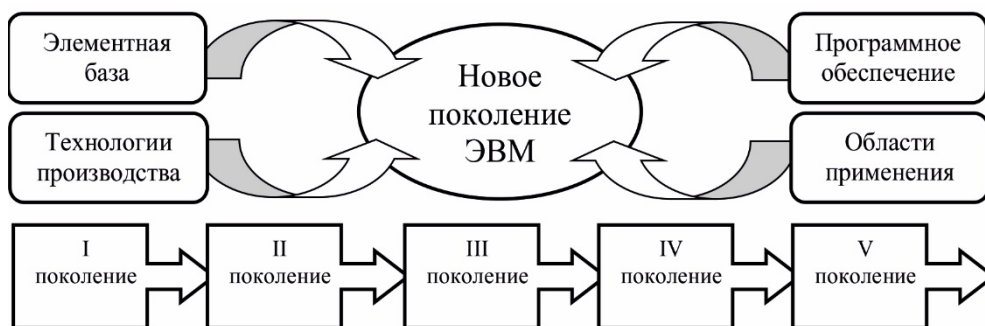 Элементная
база
Технологии
производства
Новое
поколение
ЭВМ
Программное
обеспечение
Области
применения
I
поколение
II
поколение
III
поколение
IV
поколение
V
поколение